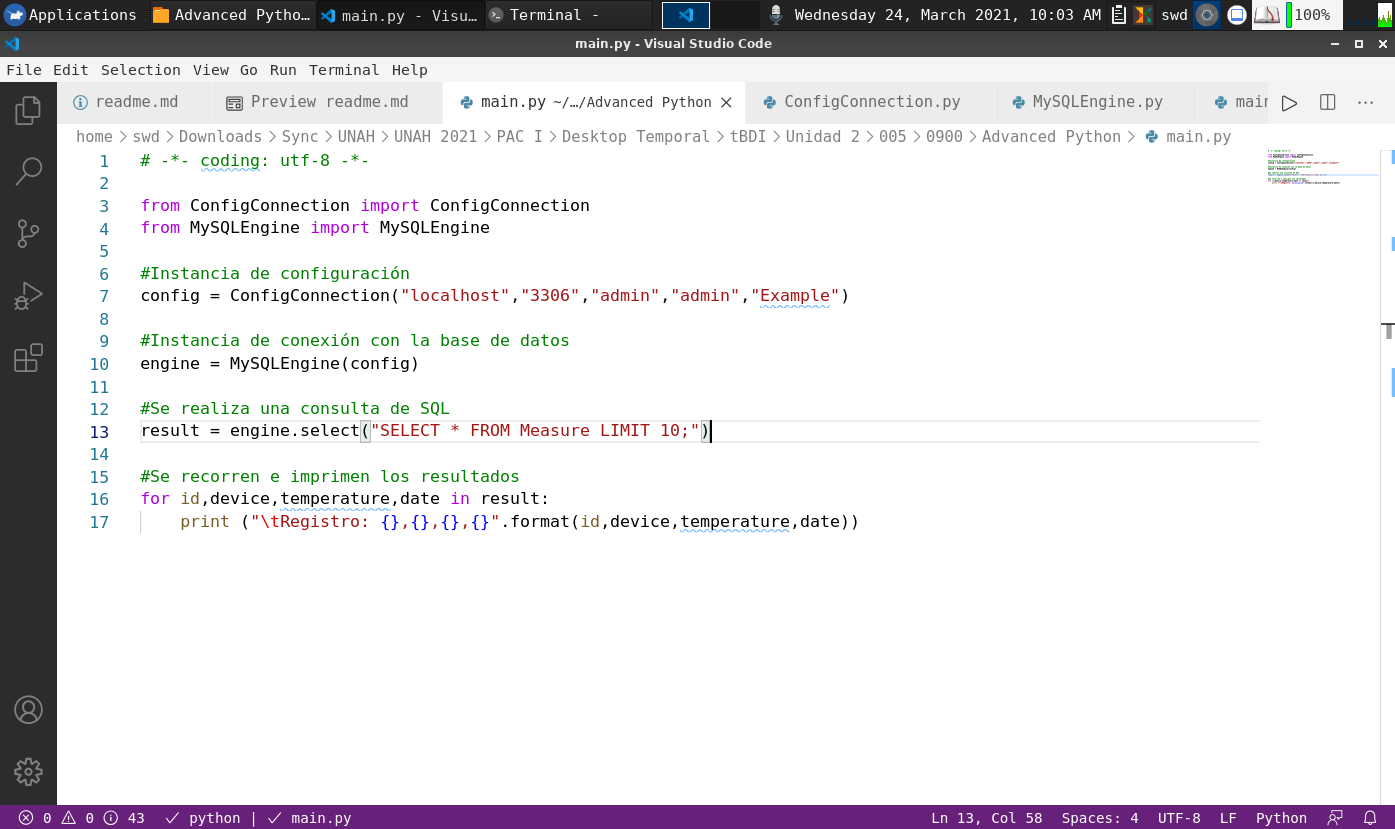 Applications Advanced Pytho… main.py - Visu… Terminal - Wednesday 24, March 2021, 10:03 AM swd 100%
main.py - Visual Studio Code
File Edit Selection View Go Run Terminal Help
readme.md Preview readme.md main.py ~/…/Advanced Python ConfigConnection.py MySQLEngine.py main
home > swd > Downloads > Sync > UNAH > UNAH 2021 > PAC I > Desktop Temporal > tBDI > Unidad 2 > 005 > 0900 > Advanced Python > main.py
1 # -*- coding: utf-8 -*-
2
3 from ConfigConnection import ConfigConnection
4 from MySQLEngine import MySQLEngine
5
6 #Instancia de configuración
7 config = ConfigConnection("localhost","3306","admin","admin","Example")
8
9 #Instancia de conexión con la base de datos
10 engine = MySQLEngine(config)
11
12 #Se realiza una consulta de SQL
13 result = engine.select("SELECT * FROM Measure LIMIT 10;")
14
15 #Se recorren e imprimen los resultados
16 for id,device,temperature,date in result:
17     print ("\tRegistro: {},{},{},{}".format(id,device,temperature,date))
0 0 43 python | main.py Ln 13, Col 58 Spaces: 4 UTF-8 LF Python